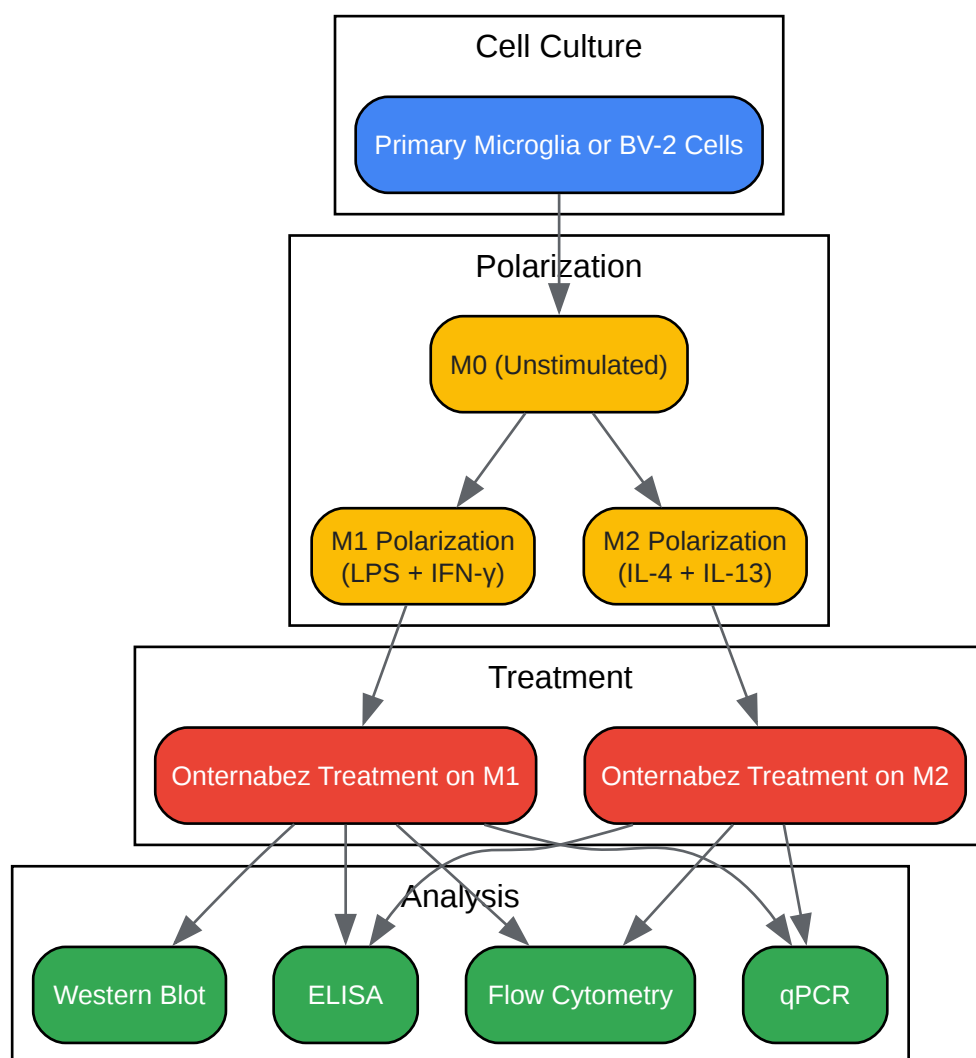 Cell Culture
Primary Microglia or BV-2 Cells
Polarization
M0 (Unstimulated)
M1 Polarization
(LPS + IFN-γ)
M2 Polarization
(IL-4 + IL-13)
Treatment
Onternabez Treatment on M1
Onternabez Treatment on M2
Analysis
Western Blot
ELISA
Flow Cytometry
qPCR